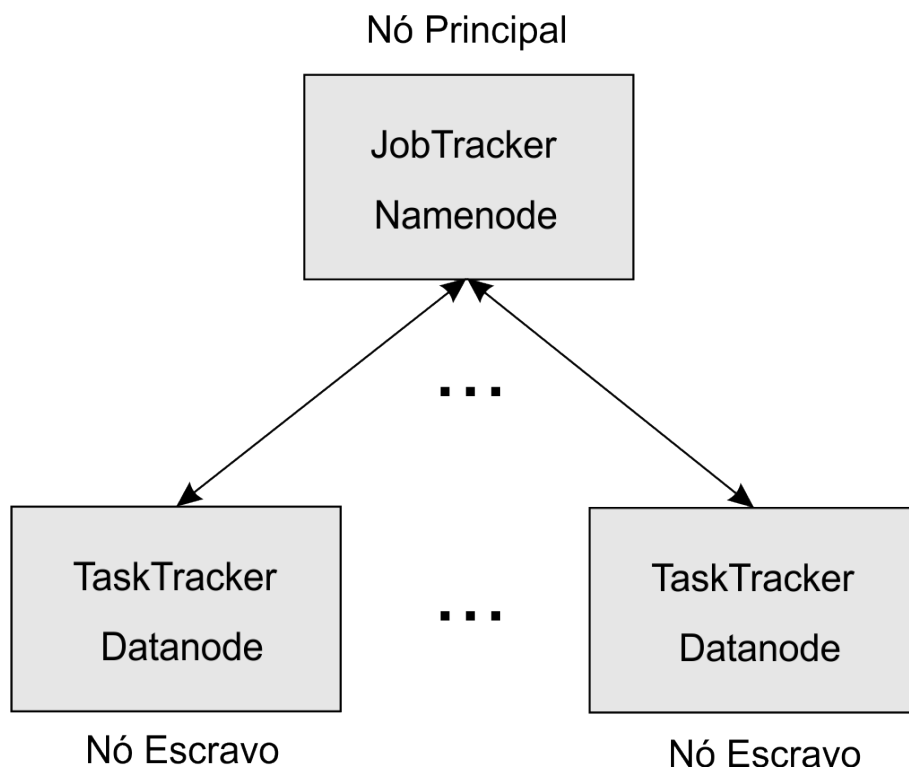 Nó Principal
JobTracker
Namenode
...
TaskTracker
Datanode
...
TaskTracker
Datanode
Nó Escravo
Nó Escravo